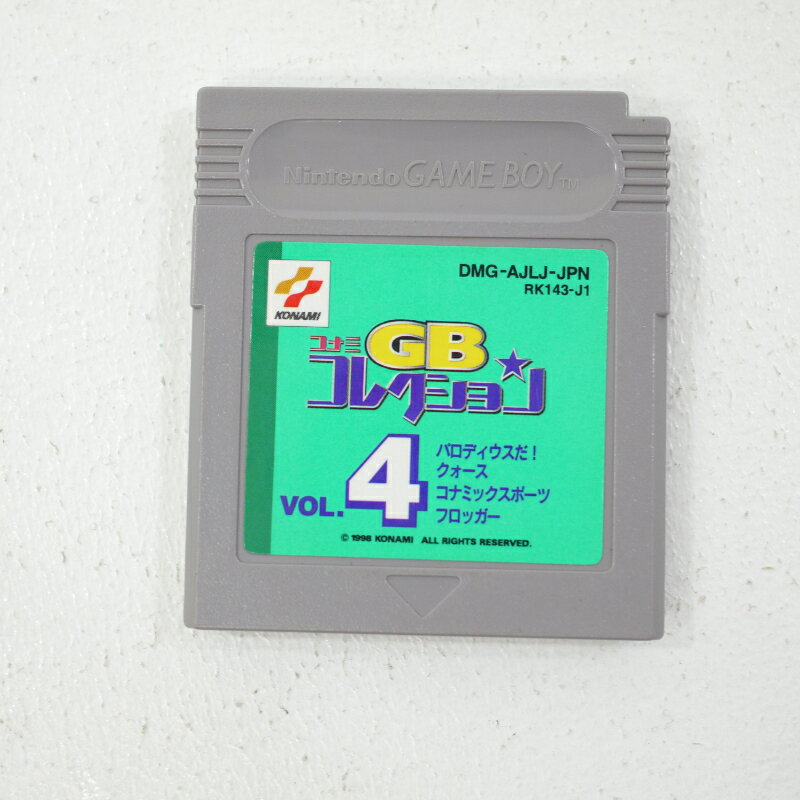 Nintendo GAME BOY TM
DMG-AJLJ-JPN
RK143-J1
KONAMI
コナミ GB
コレクション
VOL. 4
パロディウスだ!
クォース
コナミックスポーツ
フロッガー
© 1998 KONAMI ALL RIGHTS RESERVED.